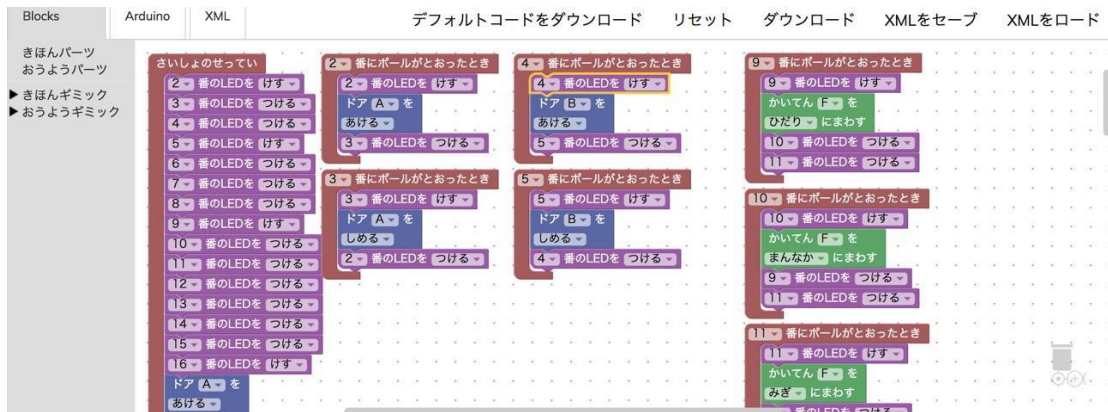 Blocks
Arduino
XML
デフォルトコードをダウンロード
リセット
ダウンロード
XMLをセーブ
XMLをロード
きほんパーツ
おうようパーツ
きほんギミック
おうようギミック
さいしょのせってい
2 番のLEDを けす
3 番のLEDを つける
4 番のLEDを つける
5 番のLEDを けす
6 番のLEDを つける
7 番のLEDを つける
8 番のLEDを つける
9 番のLEDを けす
10 番のLEDを つける
11 番のLEDを つける
12 番のLEDを つける
13 番のLEDを つける
14 番のLEDを つける
15 番のLEDを つける
16 番のLEDを けす
ドア A を
あける
2 番にボールがとおったとき
2 番のLEDを けす
ドア A を
あける
3 番のLEDを つける
3 番にボールがとおったとき
3 番のLEDを けす
ドア A を
しめる
2 番のLEDを つける
4 番にボールがとおったとき
4 番のLEDを けす
ドア B を
あける
5 番のLEDを つける
5 番にボールがとおったとき
5 番のLEDを けす
ドア B を
しめる
4 番のLEDを つける
9 番にボールがとおったとき
9 番のLEDを けす
かいてん F を
ひだり にまわす
10 番のLEDを つける
11 番のLEDを つける
10 番にボールがとおったとき
10 番のLEDを けす
かいてん F を
まんなか にまわす
9 番のLEDを つける
11 番のLEDを つける
11 番にボールがとおったとき
11 番のLEDを けす
かいてん F を
みぎ にまわす
番のLEDを つける